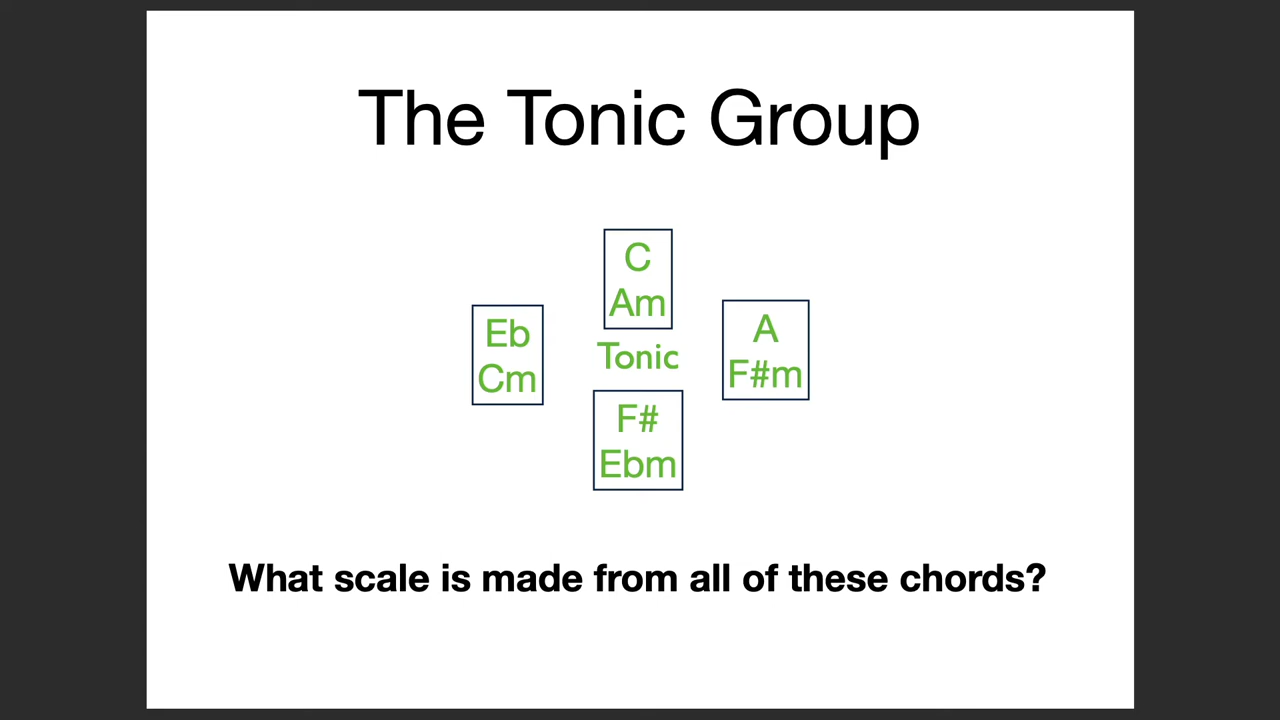 The Tonic Group
C
Am
Eb
Cm
Tonic
A
F#m
F#
Ebm
What scale is made from all of these chords?